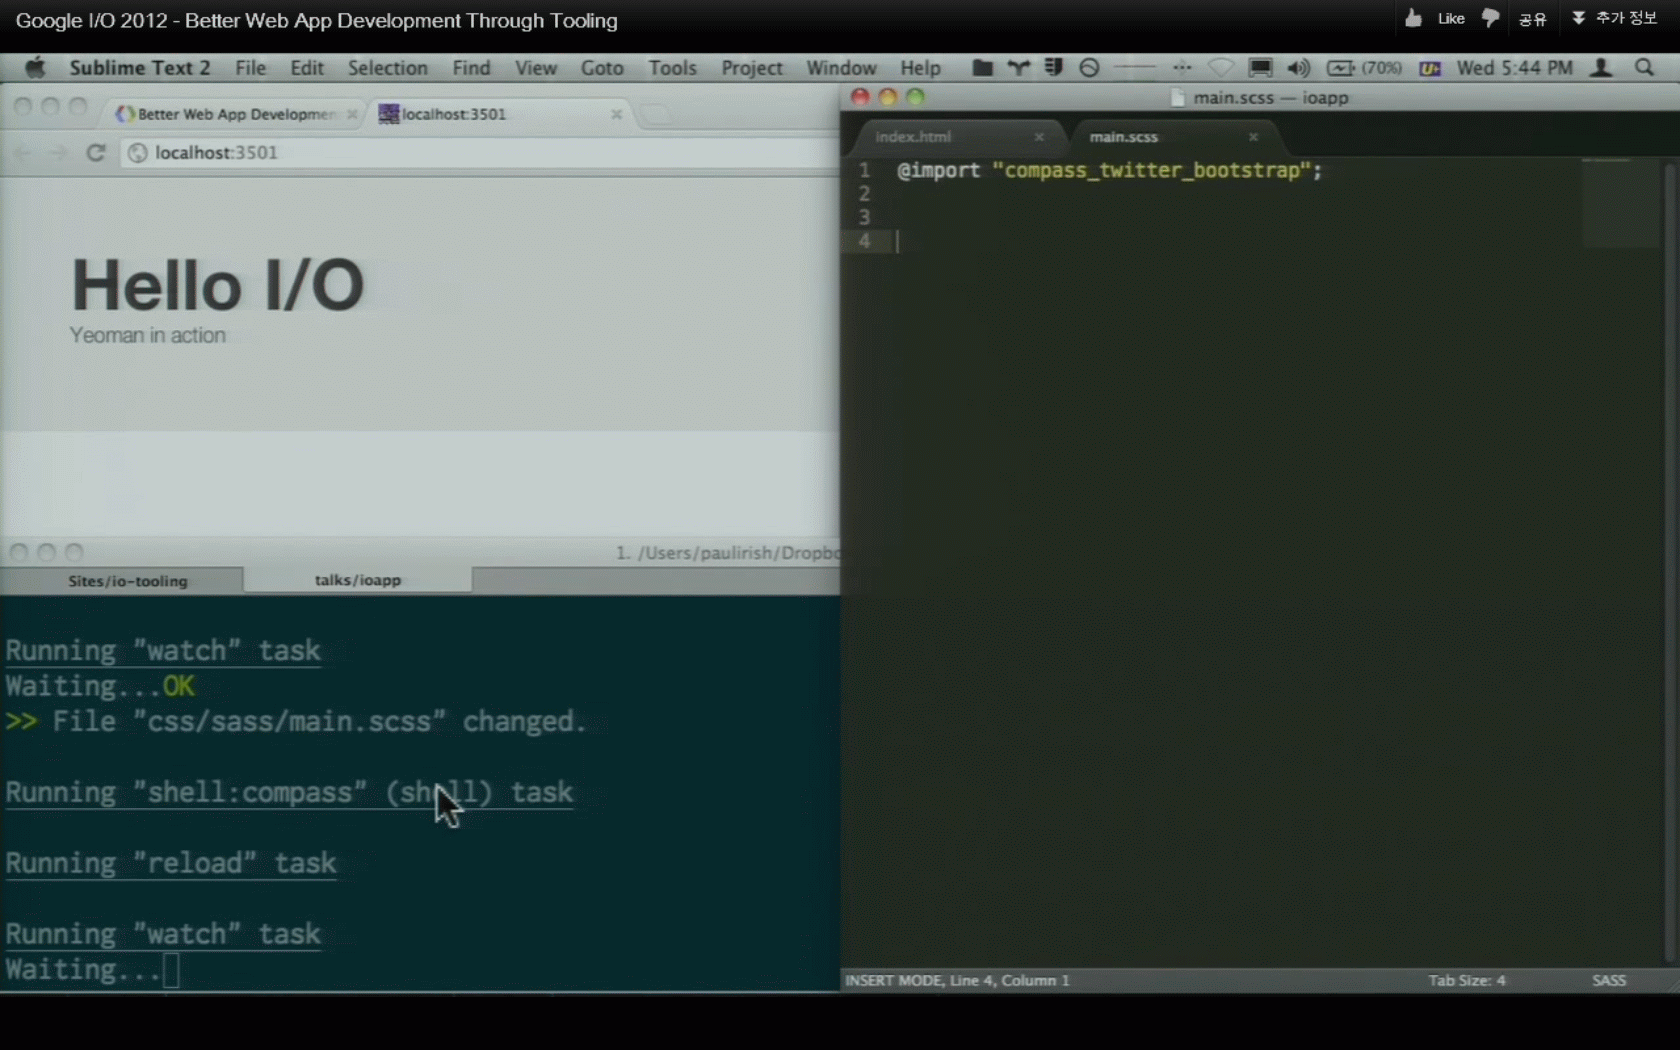 Google I/O 2012 - Better Web App Development Through Tooling
Like
공유
추가 정보
Sublime Text 2 File Edit Selection Find View Goto Tools Project Window Help
(70%) Wed 5:44 PM
Better Web App Developmen
localhost:3501
localhost:3501
Hello I/O
Yeoman in action
1. /Users/paulirish/Dropbo
Sites/io-tooling
talks/ioapp
Running "watch" task
Waiting...OK
>> File "css/sass/main.scss" changed.
Running "shell:compass" (shell) task
Running "reload" task
Running "watch" task
Waiting...
main.scss — ioapp
index.html
main.scss
1 @import "compass_twitter_bootstrap";
2
3
4
INSERT MODE, Line 4, Column 1
Tab Size: 4
SASS